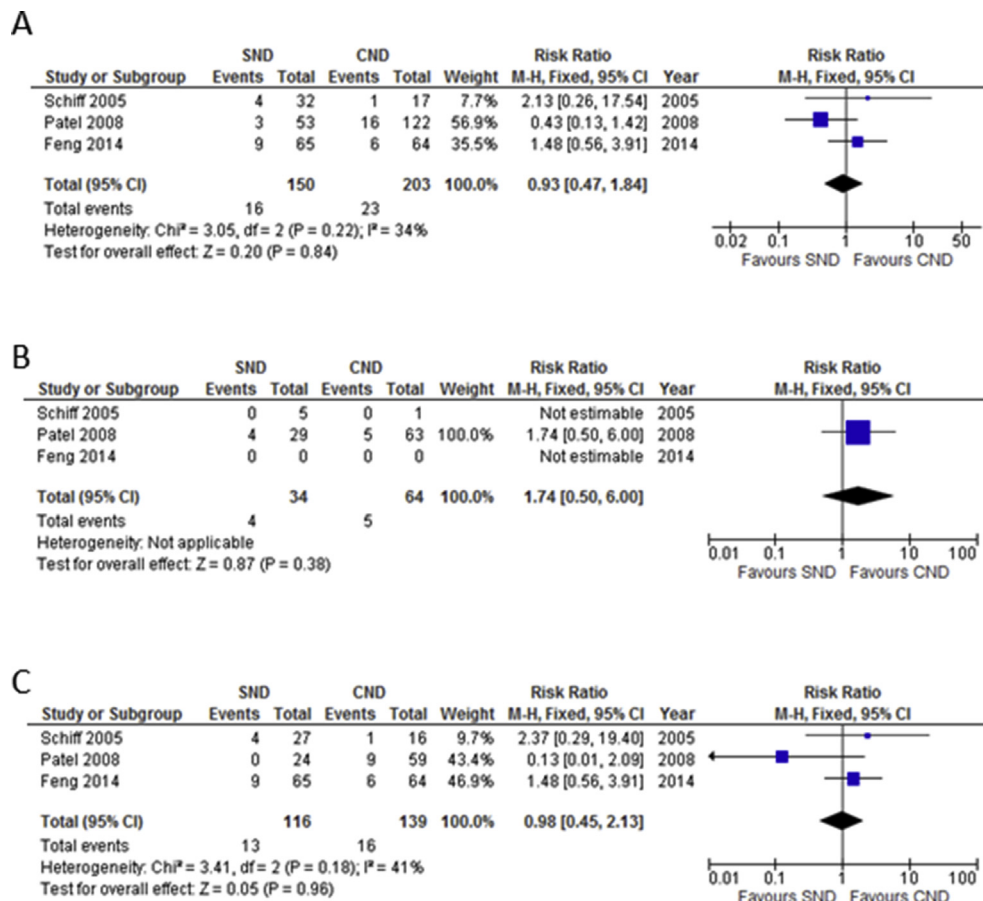 A
SND CND Risk Ratio Risk Ratio
Study or Subgroup Events Total Events Total Weight M-H, Fixed, 95% CI Year M-H, Fixed, 95% CI
Schiff 2005 4 32 1 17 7.7% 2.13 [0.26, 17.54] 2005
Patel 2008 3 53 16 122 56.9% 0.43 [0.13, 1.42] 2008
Feng 2014 9 65 6 64 35.5% 1.48 [0.56, 3.91] 2014
Total (95% CI) 150 203 100.0% 0.93 [0.47, 1.84]
Total events 16 23
Heterogeneity: Chi² = 3.05, df = 2 (P = 0.22); I² = 34%
Test for overall effect: Z = 0.20 (P = 0.84)
0.02 0.1 1 10 50
Favours SND Favours CND
B
SND CND Risk Ratio Risk Ratio
Study or Subgroup Events Total Events Total Weight M-H, Fixed, 95% CI Year M-H, Fixed, 95% CI
Schiff 2005 0 5 0 1 Not estimable 2005
Patel 2008 4 29 5 63 100.0% 1.74 [0.50, 6.00] 2008
Feng 2014 0 0 0 0 Not estimable 2014
Total (95% CI) 34 64 100.0% 1.74 [0.50, 6.00]
Total events 4 5
Heterogeneity: Not applicable
Test for overall effect: Z = 0.87 (P = 0.38)
0.01 0.1 1 10 100
Favours SND Favours CND
C
SND CND Risk Ratio Risk Ratio
Study or Subgroup Events Total Events Total Weight M-H, Fixed, 95% CI Year M-H, Fixed, 95% CI
Schiff 2005 4 27 1 16 9.7% 2.37 [0.29, 19.40] 2005
Patel 2008 0 24 9 59 43.4% 0.13 [0.01, 2.09] 2008
Feng 2014 9 65 6 64 46.9% 1.48 [0.56, 3.91] 2014
Total (95% CI) 116 139 100.0% 0.98 [0.45, 2.13]
Total events 13 16
Heterogeneity: Chi² = 3.41, df = 2 (P = 0.18); I² = 41%
Test for overall effect: Z = 0.05 (P = 0.96)
0.01 0.1 1 10 100
Favours SND Favours CND